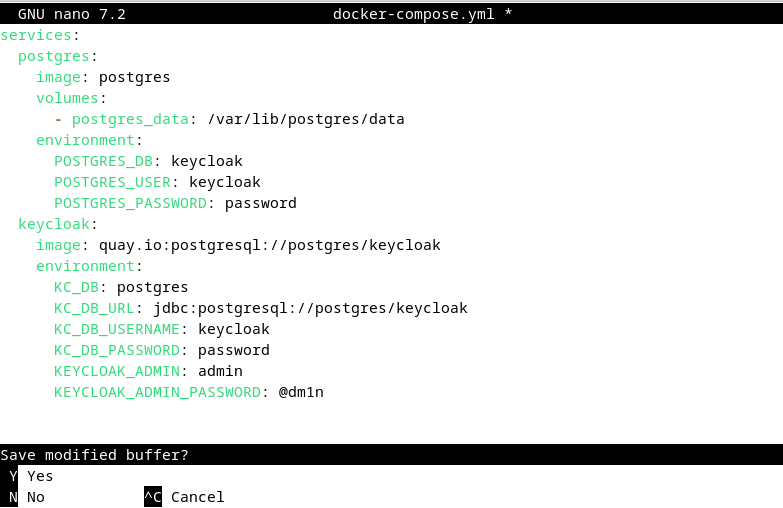 GNU nano 7.2 docker-compose.yml *
services:
  postgres:
    image: postgres
    volumes:
      - postgres_data: /var/lib/postgres/data
    environment:
      POSTGRES_DB: keycloak
      POSTGRES_USER: keycloak
      POSTGRES_PASSWORD: password
  keycloak:
    image: quay.io:postgresql://postgres/keycloak
    environment:
      KC_DB: postgres
      KC_DB_URL: jdbc:postgresql://postgres/keycloak
      KC_DB_USERNAME: keycloak
      KC_DB_PASSWORD: password
      KEYCLOAK_ADMIN: admin
      KEYCLOAK_ADMIN_PASSWORD: @dm1n
Save modified buffer?
Y Yes
N No ^C Cancel